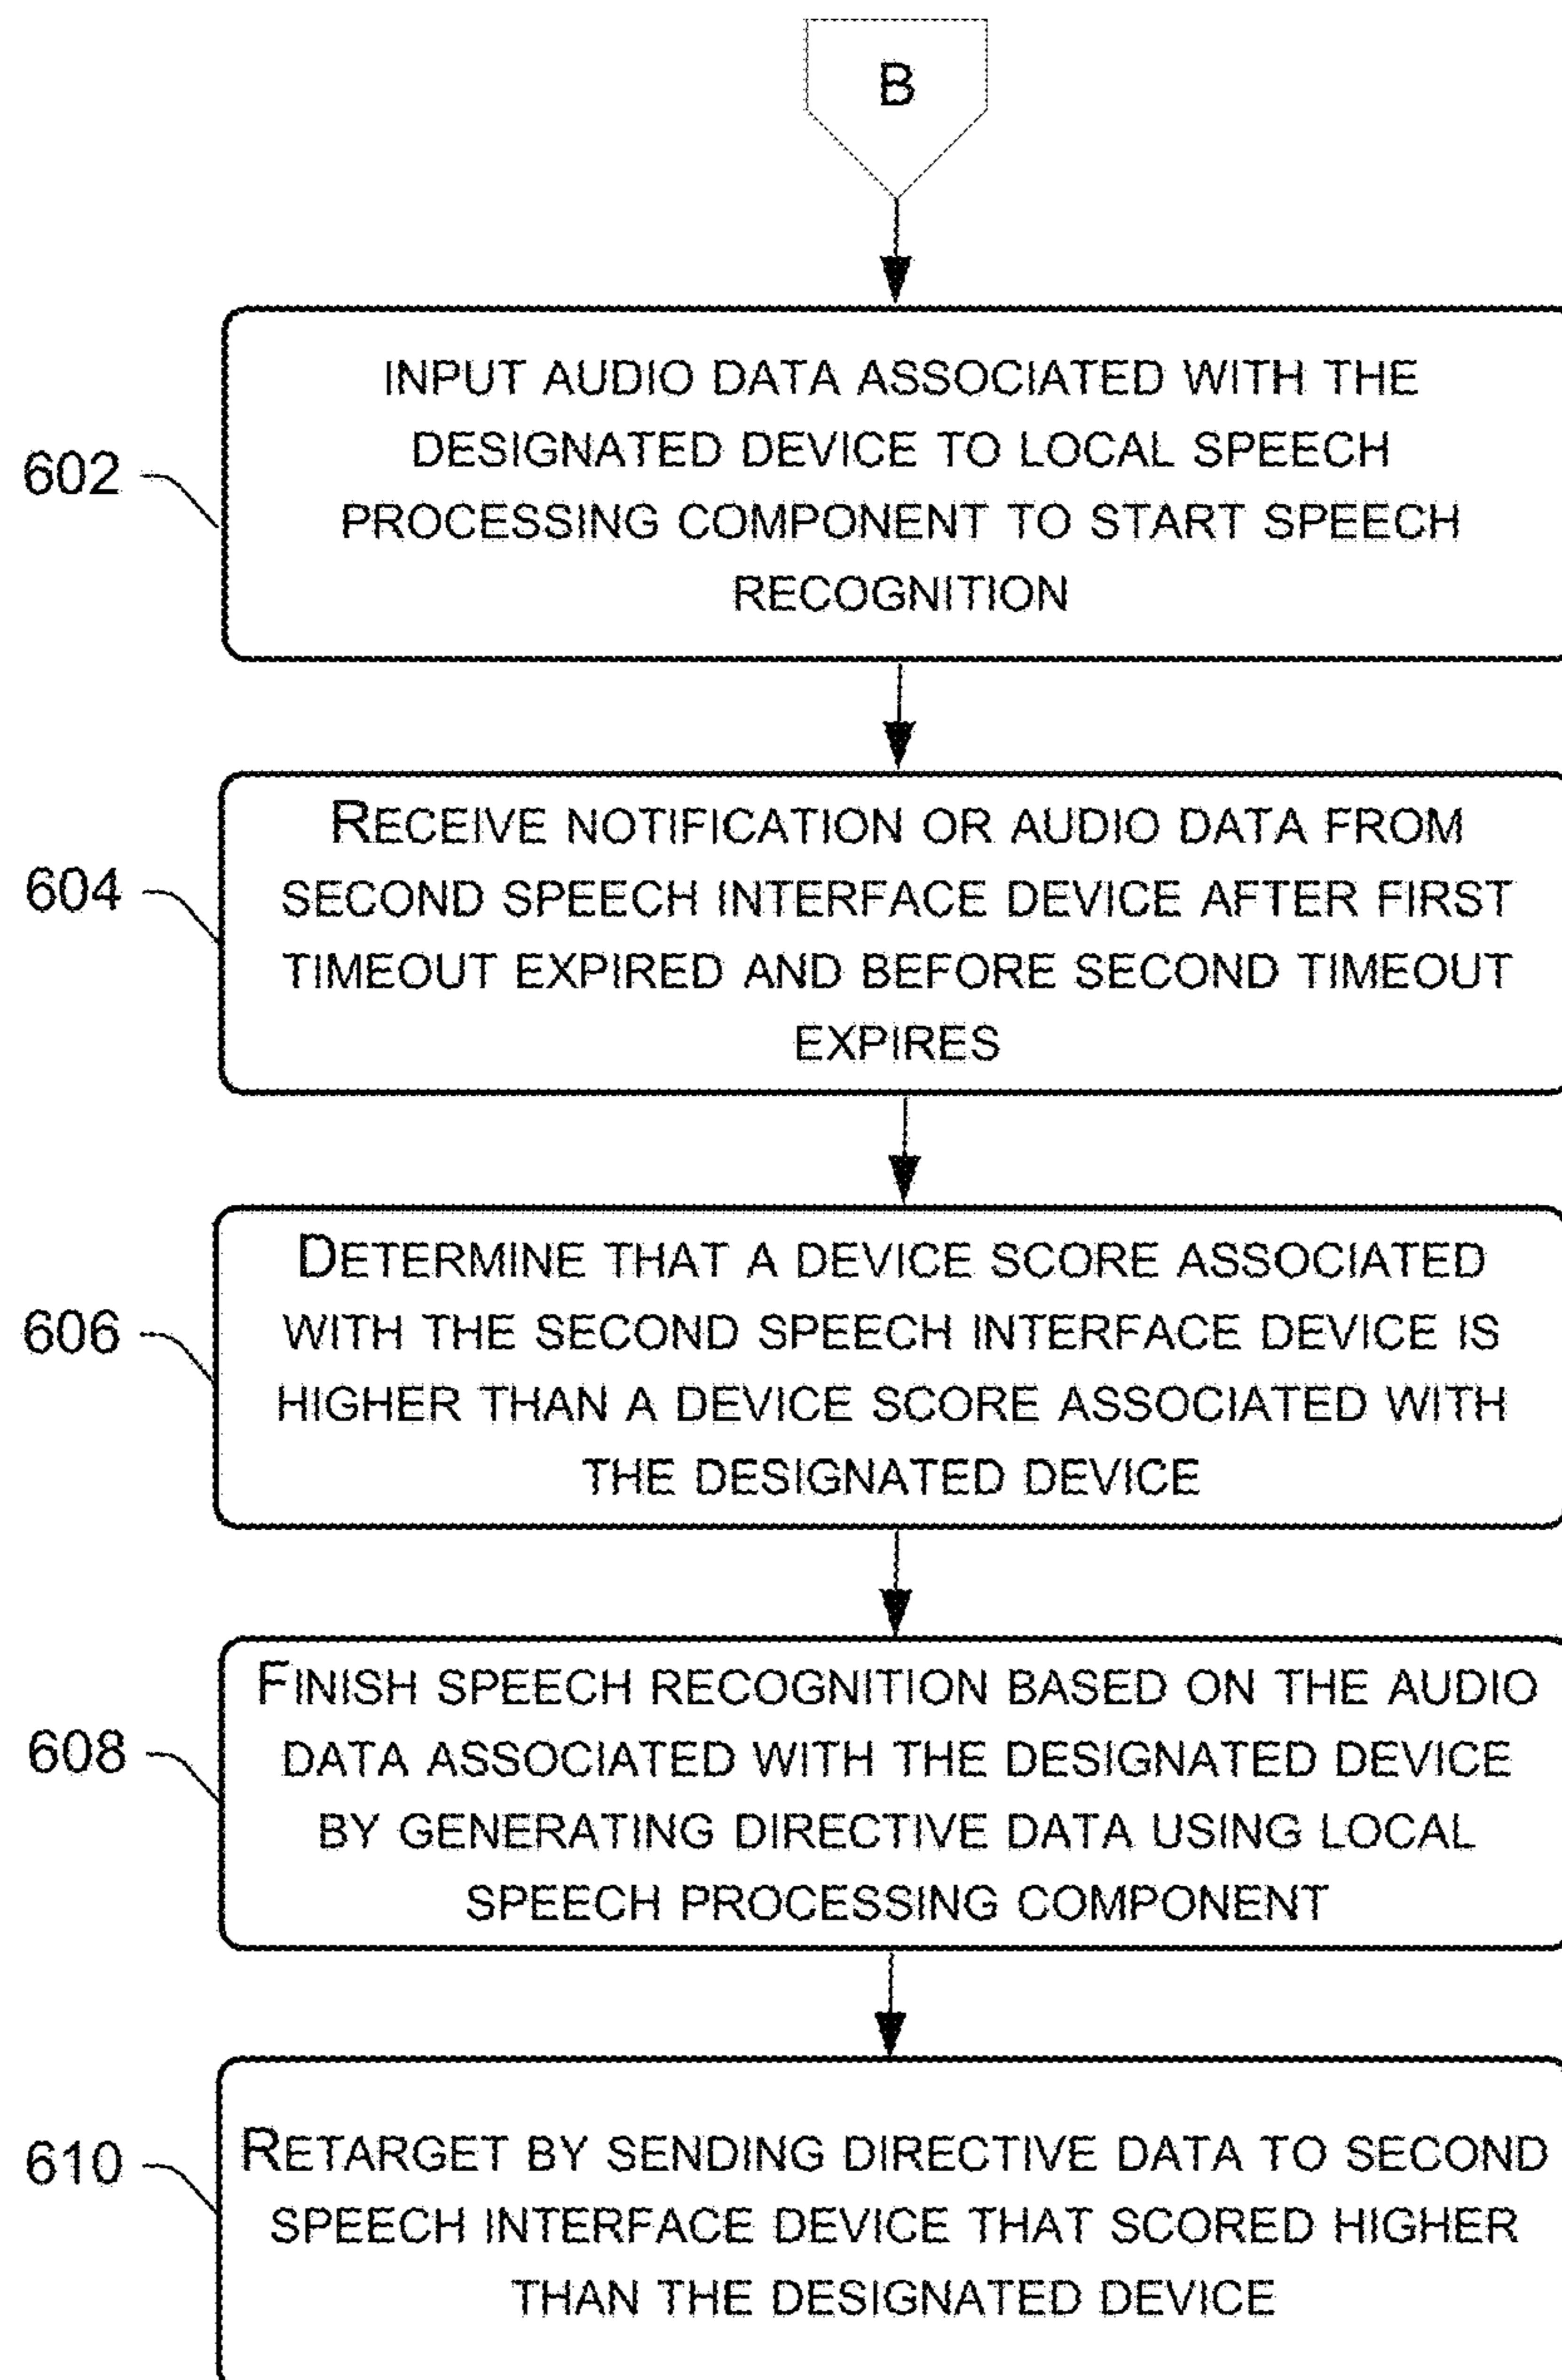 B
INPUT AUDIO DATA ASSOCIATED WITH THE
DESIGNATED DEVICE TO LOCAL SPEECH
PROCESSING COMPONENT TO START SPEECH
RECOGNITION
602
RECEIVE NOTIFICATION OR AUDIO DATA FROM
SECOND SPEECH INTERFACE DEVICE AFTER FIRST
TIMEOUT EXPIRED AND BEFORE SECOND TIMEOUT
EXPIRES
604
DETERMINE THAT A DEVICE SCORE ASSOCIATED
WITH THE SECOND SPEECH INTERFACE DEVICE IS
HIGHER THAN A DEVICE SCORE ASSOCIATED WITH
THE DESIGNATED DEVICE
606
FINISH SPEECH RECOGNITION BASED ON THE AUDIO
DATA ASSOCIATED WITH THE DESIGNATED DEVICE
BY GENERATING DIRECTIVE DATA USING LOCAL
SPEECH PROCESSING COMPONENT
608
RETARGET BY SENDING DIRECTIVE DATA TO SECOND
SPEECH INTERFACE DEVICE THAT SCORED HIGHER
THAN THE DESIGNATED DEVICE
610